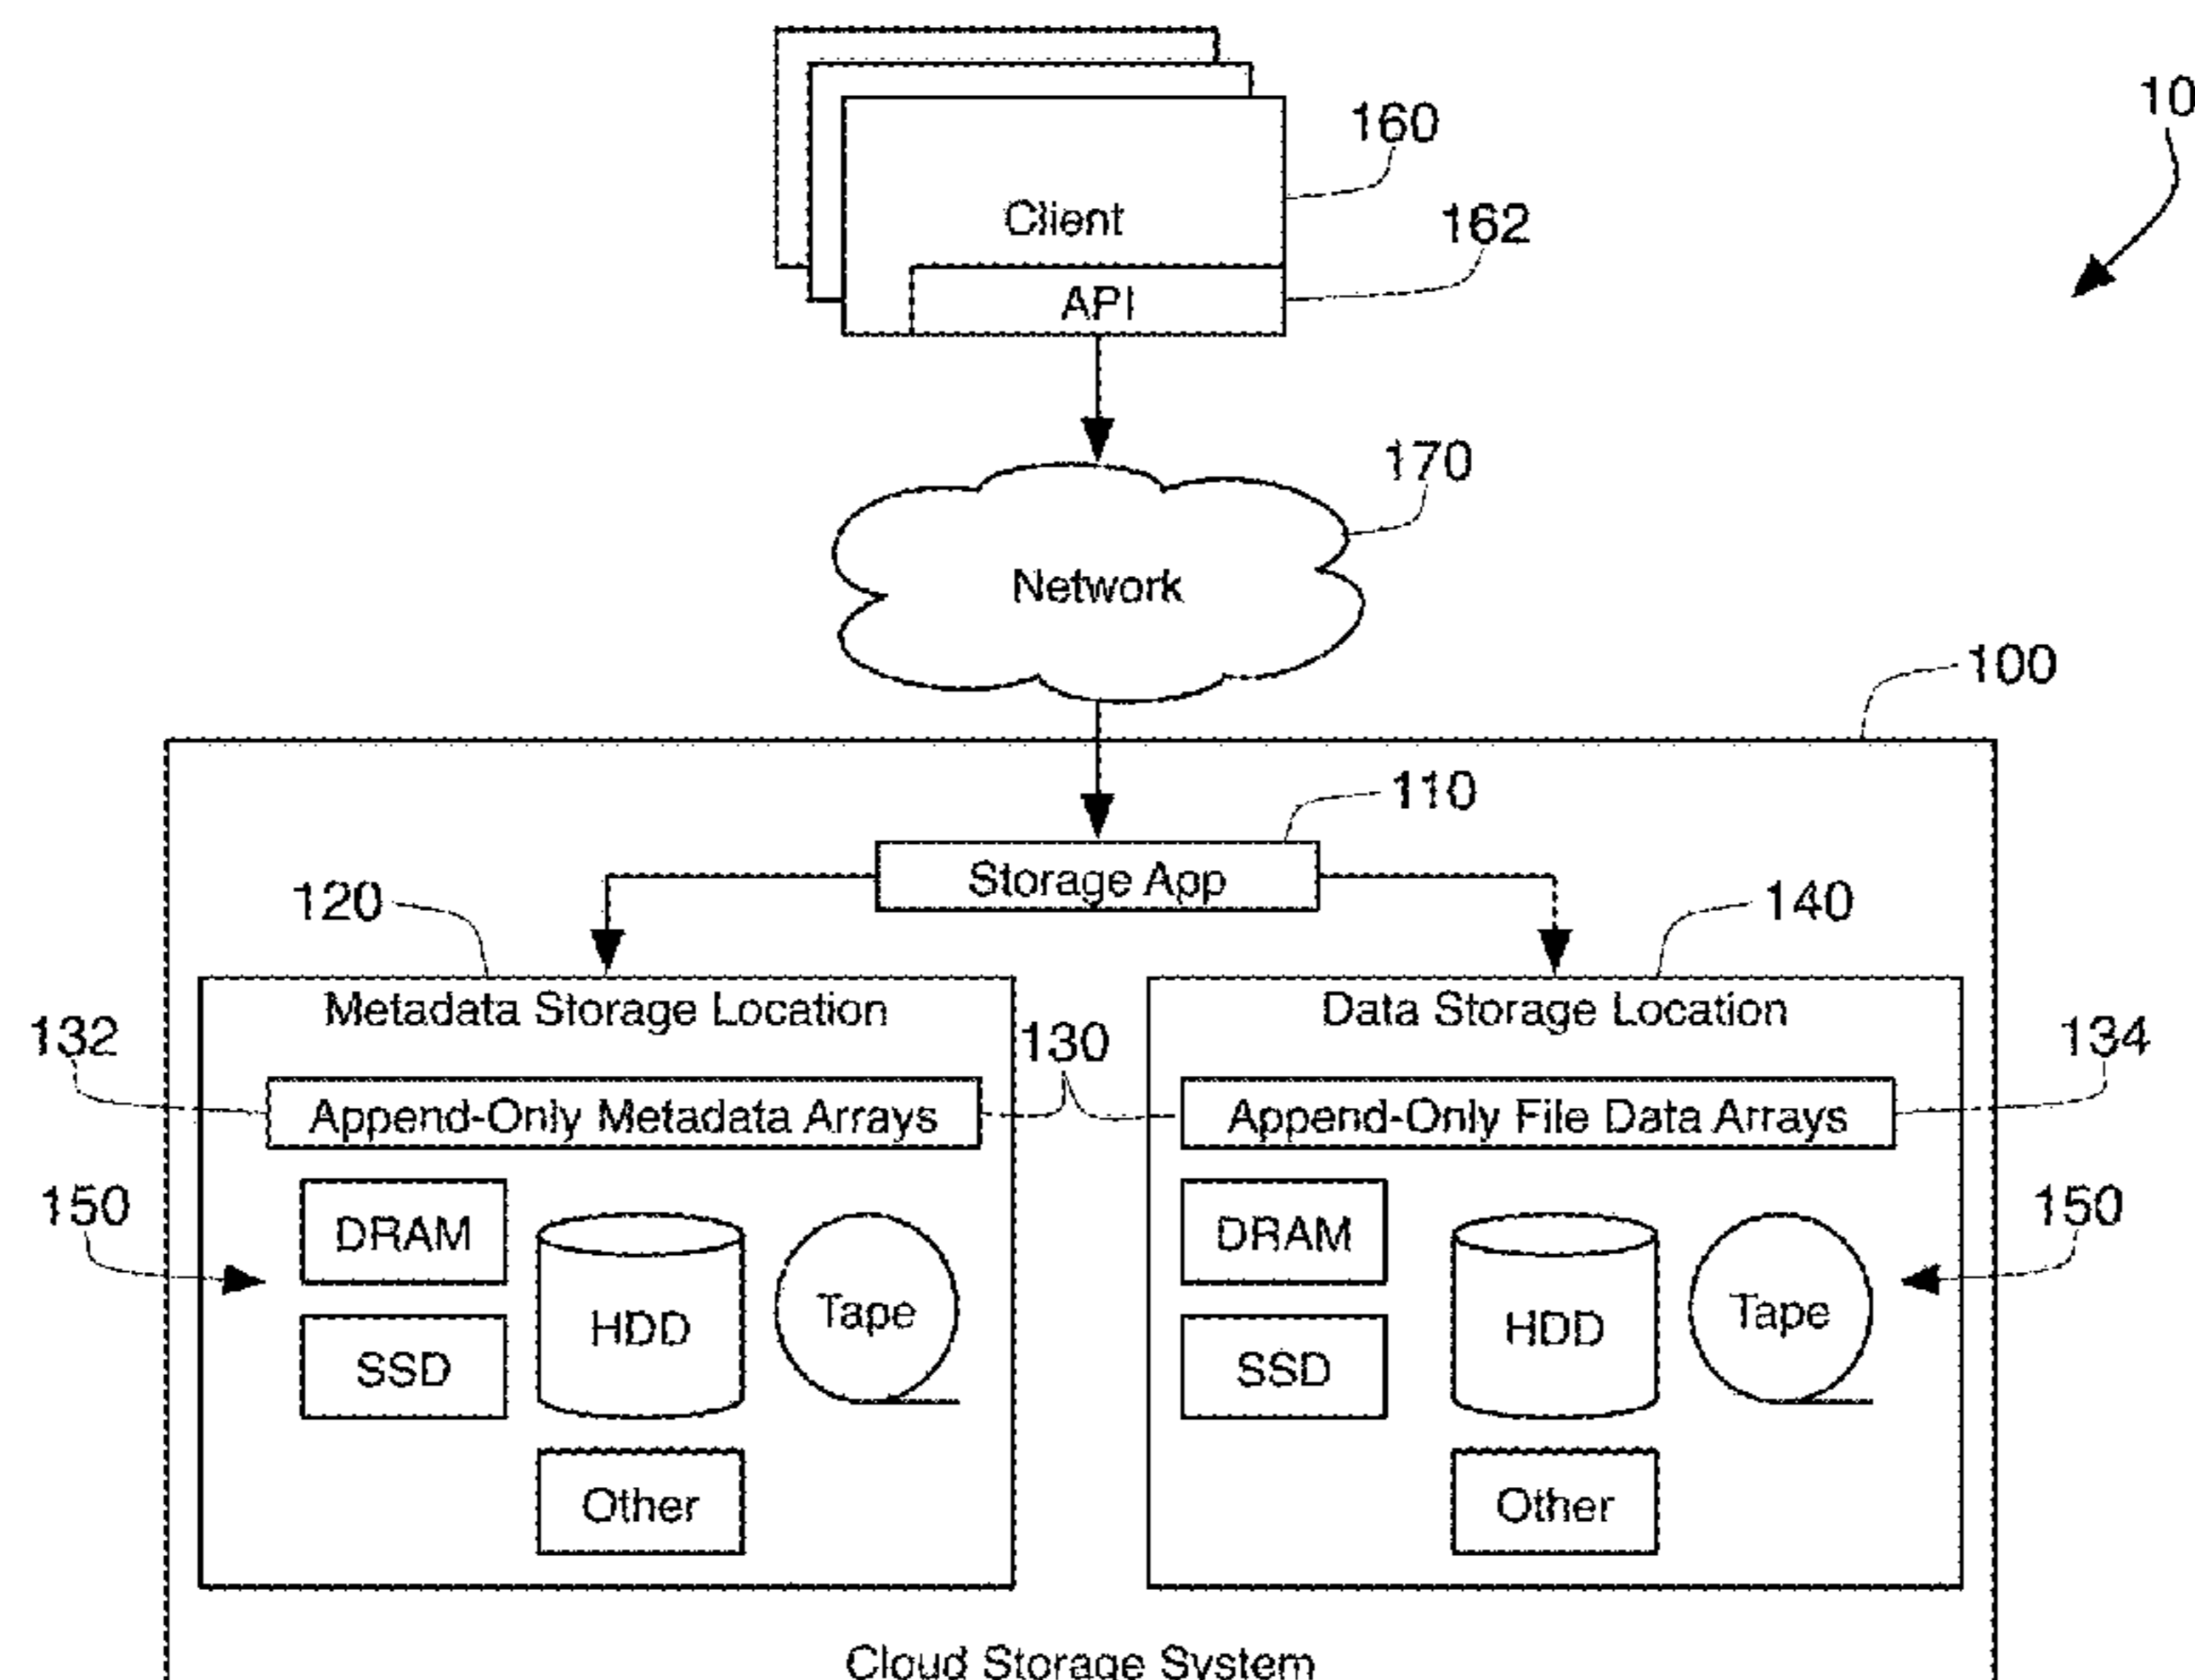 10
160
Client
162
API
170
Network
100
110
Storage App
120
140
Metadata Storage Location
Data Storage Location
132
130
134
Append-Only Metadata Arrays
Append-Only File Data Arrays
150
DRAM
HDD
Tape
SSD
Other
DRAM
HDD
Tape
150
SSD
Other
Cloud Storage System